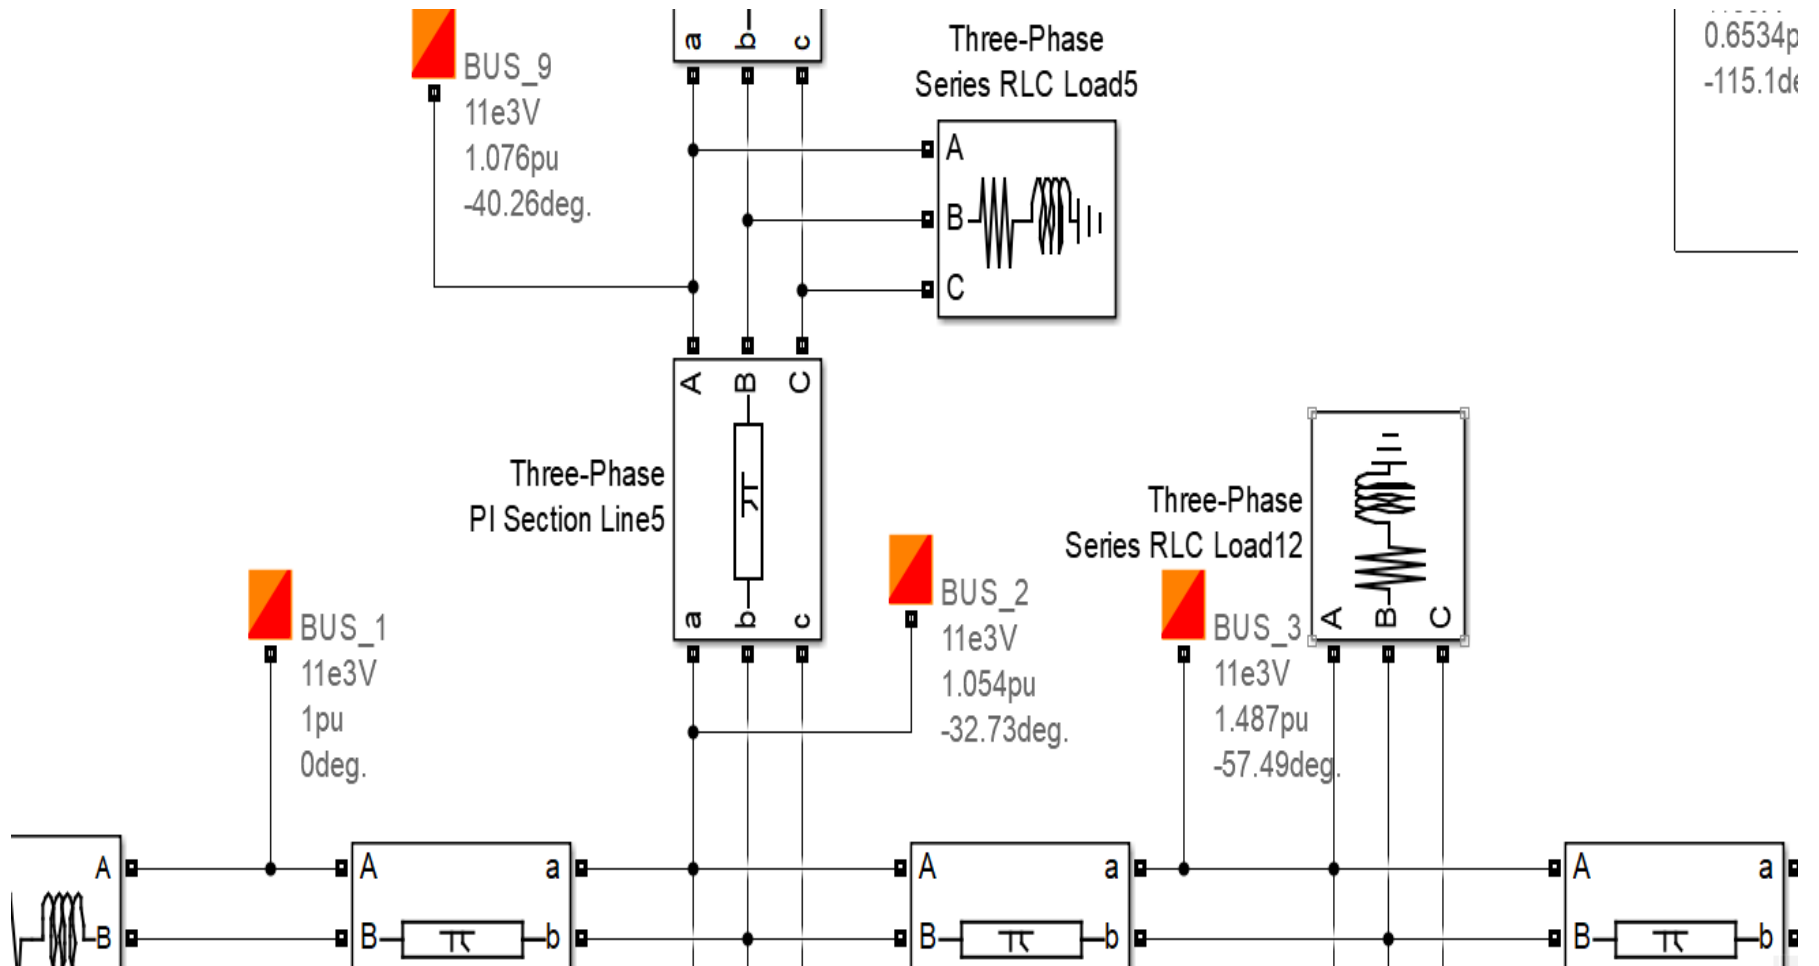 a b c
Three-Phase
Series RLC Load5
0.6534p
-115.1de
BUS_9
11e3V
1.076pu
-40.26deg.
A
B
C
A B C
Three-Phase
PI Section Line5
a b c
Three-Phase
Series RLC Load12
A B C
BUS_1
11e3V
1pu
0deg.
BUS_2
11e3V
1.054pu
-32.73deg.
BUS_3
11e3V
1.487pu
-57.49deg.
A A a A a A a
B B π b B π b B π b